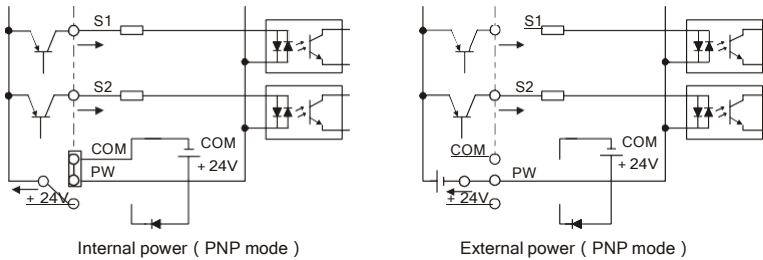 S1
S2
COM
COM
+ 24V
PW
+ 24V
Internal power ( PNP mode )
S1
S2
COM
COM
+ 24V
PW
+ 24V
External power ( PNP mode )